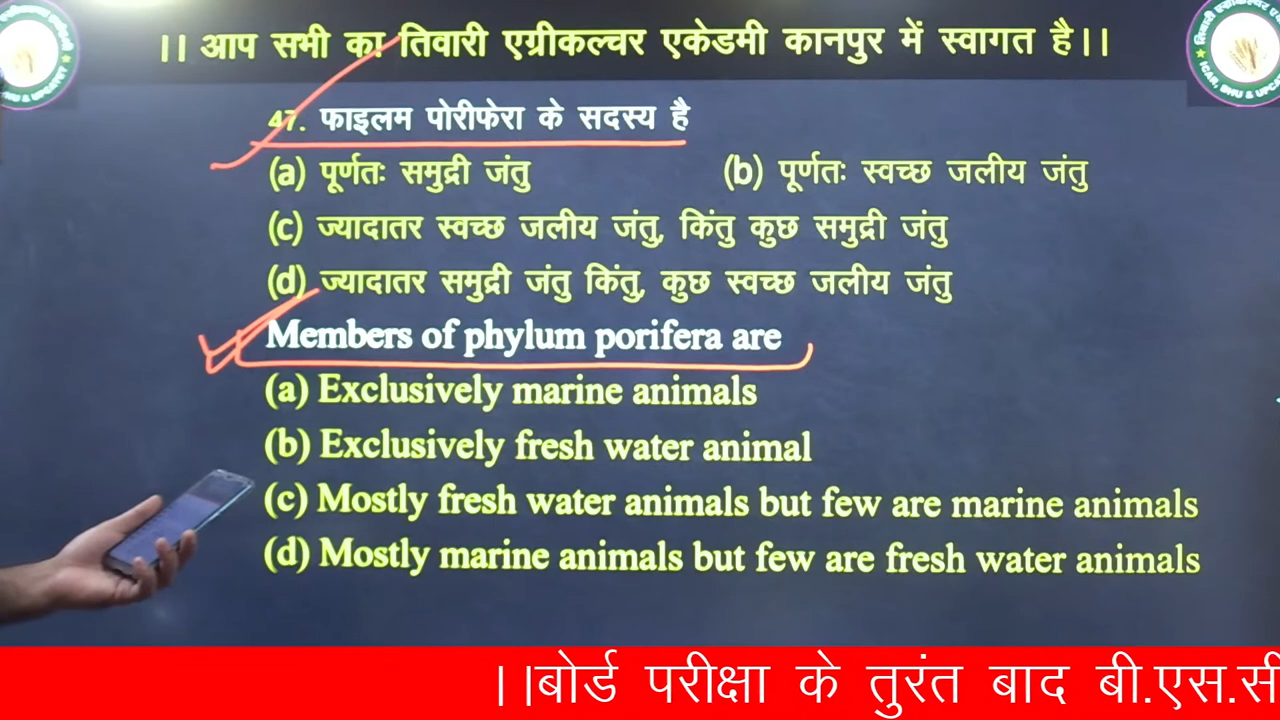 ।। आप सभी का तिवारी एग्रीकल्चर एकेडमी कानपुर में स्वागत है।।
47. फाइलम पोरीफेरा के सदस्य है
(a) पूर्णतः समुद्री जंतु (b) पूर्णतः स्वच्छ जलीय जंतु
(c) ज्यादातर स्वच्छ जलीय जंतु, किंतु कुछ समुद्री जंतु
(d) ज्यादातर समुद्री जंतु किंतु, कुछ स्वच्छ जलीय जंतु
Members of phylum porifera are
(a) Exclusively marine animals
(b) Exclusively fresh water animal
(c) Mostly fresh water animals but few are marine animals
(d) Mostly marine animals but few are fresh water animals
।।बोर्ड परीक्षा के तुरंत बाद बी.एस.सी